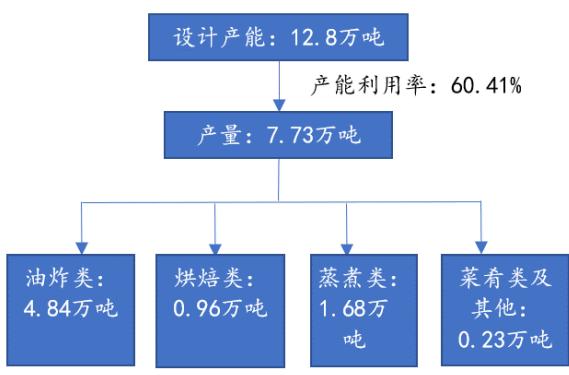 设计产能：12.8万吨
产能利用率：60.41%
产量：7.73万吨
油炸类：
4.84万吨
烘焙类：
0.96万吨
蒸煮类：
1.68万
吨
菜肴类及
其他：
0.23万吨